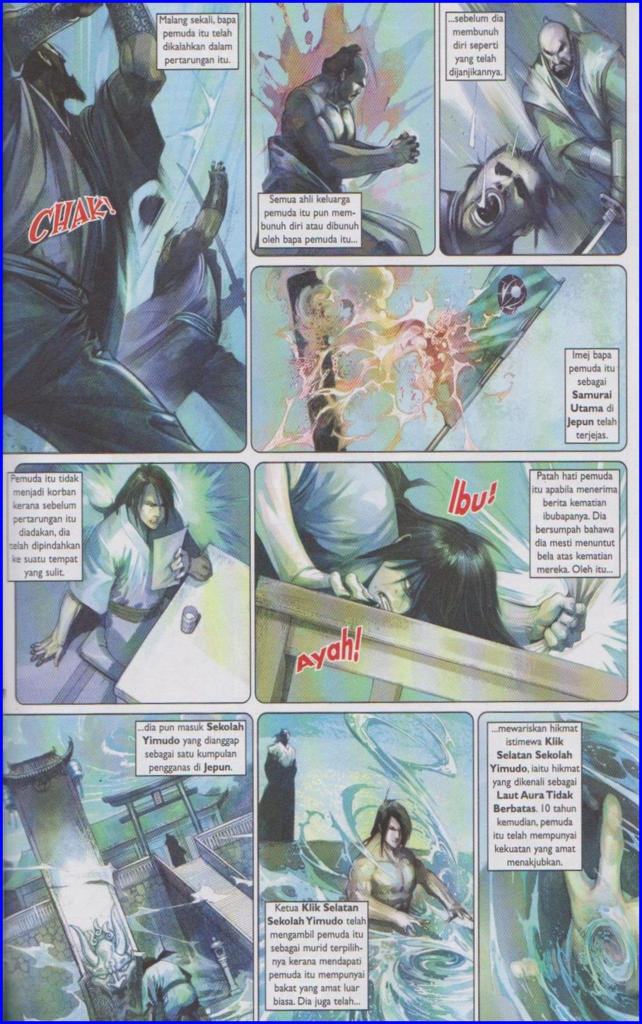 Malang sekali, bapa
pemuda itu telah
dikalahkan dalam
pertarungan itu.
CHAK!
Semua ahli keluarga
pemuda itu pun mem-
bunuh diri atau dibunuh
oleh bapa pemuda itu...
...sebelum dia
membunuh
diri seperti
yang telah
dijanjikannya.
Imej bapa
pemuda itu
sebagai
Samurai
Utama di
Jepun telah
terjejas.
Pemuda itu tidak
menjadi korban
kerana sebelum
pertarungan itu
diadakan, dia
telah dipindahkan
ke suatu tempat
yang sulit.
Ibu!
Patah hati pemuda
itu apabila menerima
berita kematian
ibubapanya. Dia
bersumpah bahawa
dia mesti menuntut
bela atas kematian
mereka. Oleh itu...
Ayah!
...dia pun masuk Sekolah
Yimudo yang dianggap
sebagai satu kumpulan
pengganas di Jepun.
Ketua Klik Selatan
Sekolah Yimudo telah
mengambil pemuda itu
sebagai murid terpilih-
nya kerana mendapati
pemuda itu mempunyai
bakat yang amat luar
biasa. Dia juga telah...
...mewariskan hikmat
istimewa Klik
Selatan Sekolah
Yimudo, iaitu hikmat
yang dikenali sebagai
Laut Aura Tidak
Berbatas. 10 tahun
kemudian, pemuda
itu telah mempunyai
kekuatan yang amat
menakjubkan.